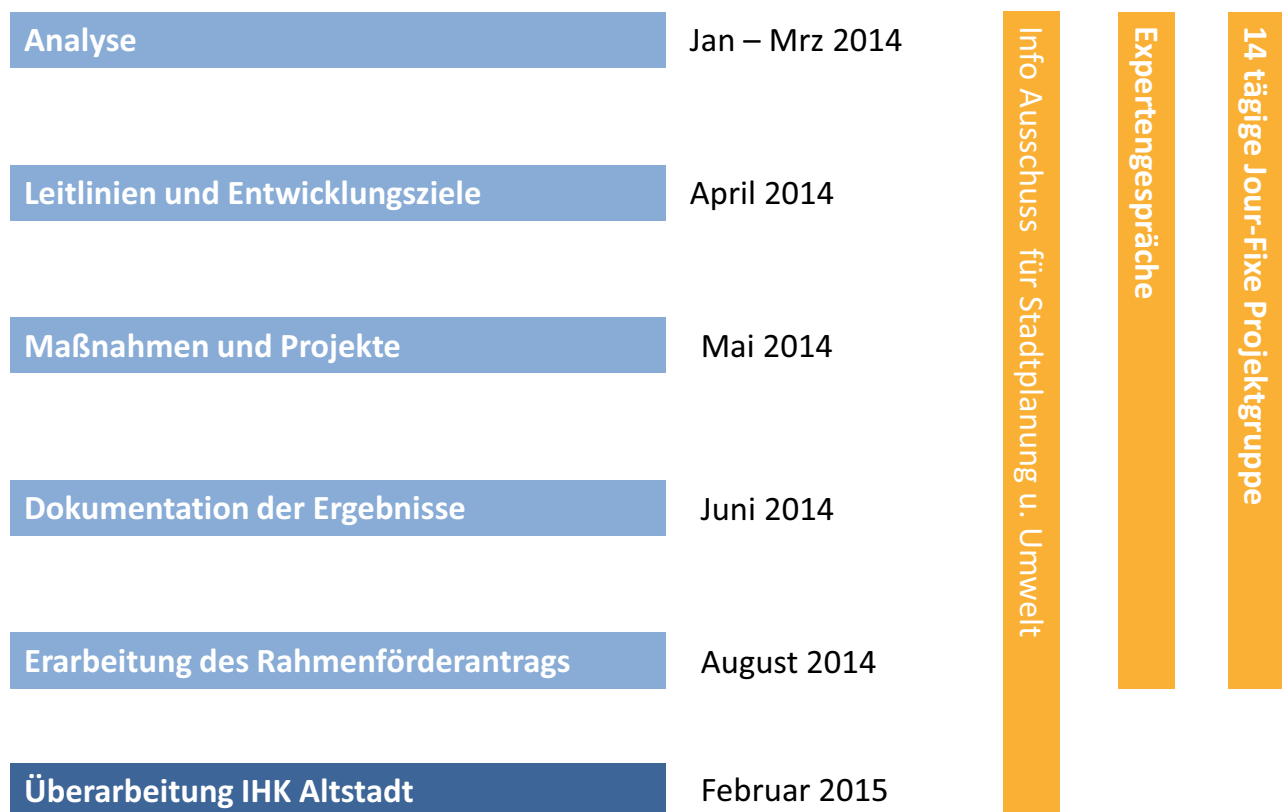 Analyse
Jan – Mrz 2014
Leitlinien und Entwicklungsziele
April 2014
Maßnahmen und Projekte
Mai 2014
Dokumentation der Ergebnisse
Juni 2014
Erarbeitung des Rahmenförderantrags
August 2014
Überarbeitung IHK Altstadt
Februar 2015
Info Ausschuss für Stadtplanung u. Umwelt
Expertengespräche
14 tägige Jour-Fixe Projektgruppe